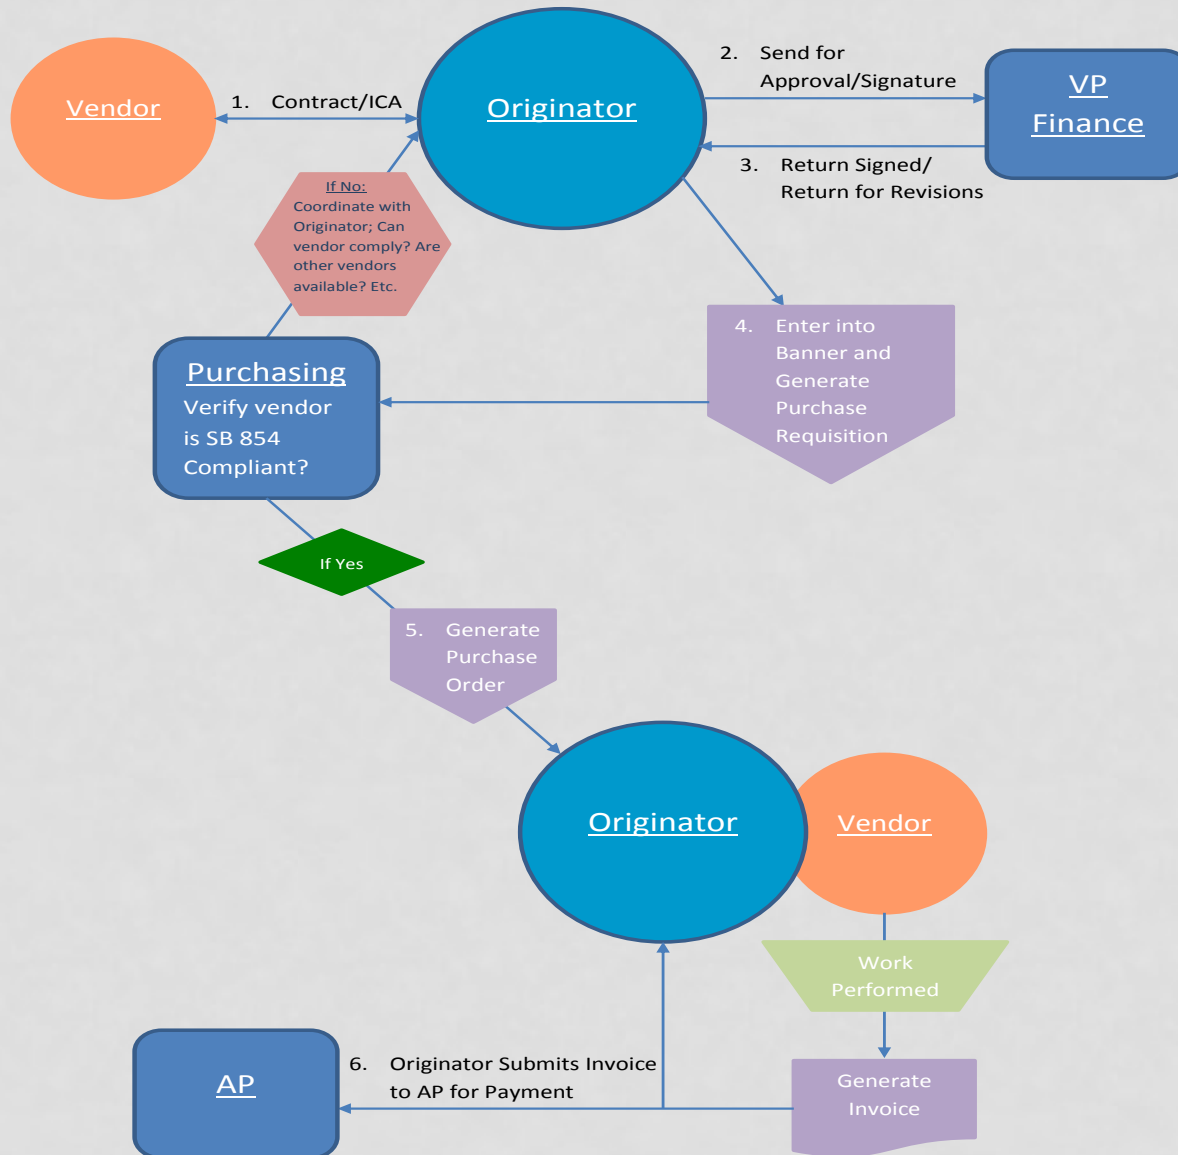 Vendor
1. Contract/ICA
Originator
2. Send for
Approval/Signature
VP
Finance
3. Return Signed/
Return for Revisions
If No:
Coordinate with
Originator; Can
vendor comply? Are
other vendors
available? Etc.
4. Enter into
Banner and
Generate
Purchase
Requisition
Purchasing
Verify vendor
is SB 854
Compliant?
If Yes
5. Generate
Purchase
Order
Originator
Vendor
Work
Performed
6. Originator Submits Invoice
to AP for Payment
AP
Generate
Invoice